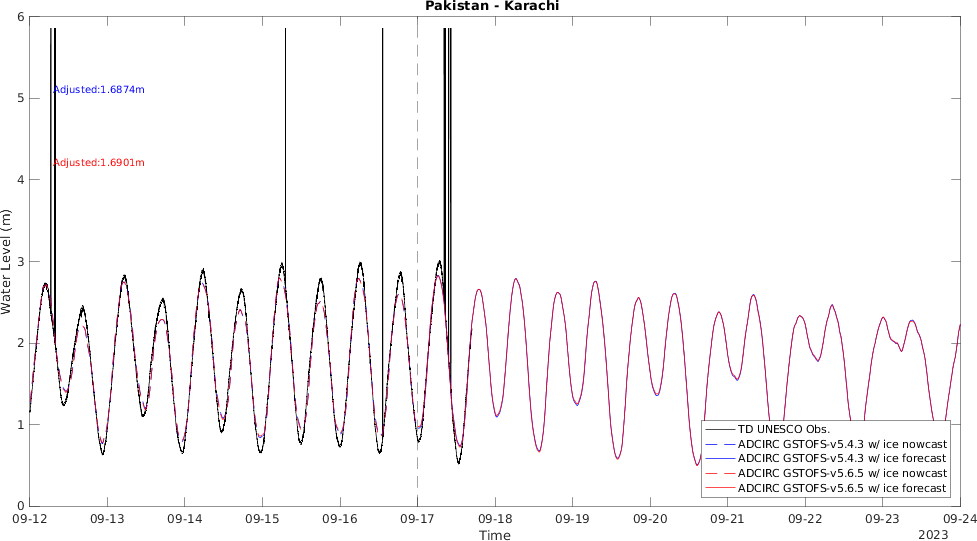 Pakistan - Karachi
6
5
4
3
2
1
0
Water Level (m)
Adjusted:1.6874m
Adjusted:1.6901m
TD UNESCO Obs.
ADCIRC GSTOFS-v5.4.3 w/ ice nowcast
ADCIRC GSTOFS-v5.4.3 w/ ice forecast
ADCIRC GSTOFS-v5.6.5 w/ ice nowcast
ADCIRC GSTOFS-v5.6.5 w/ ice forecast
09-12 09-13 09-14 09-15 09-16 09-17 09-18 09-19 09-20 09-21 09-22 09-23 09-24
Time
2023